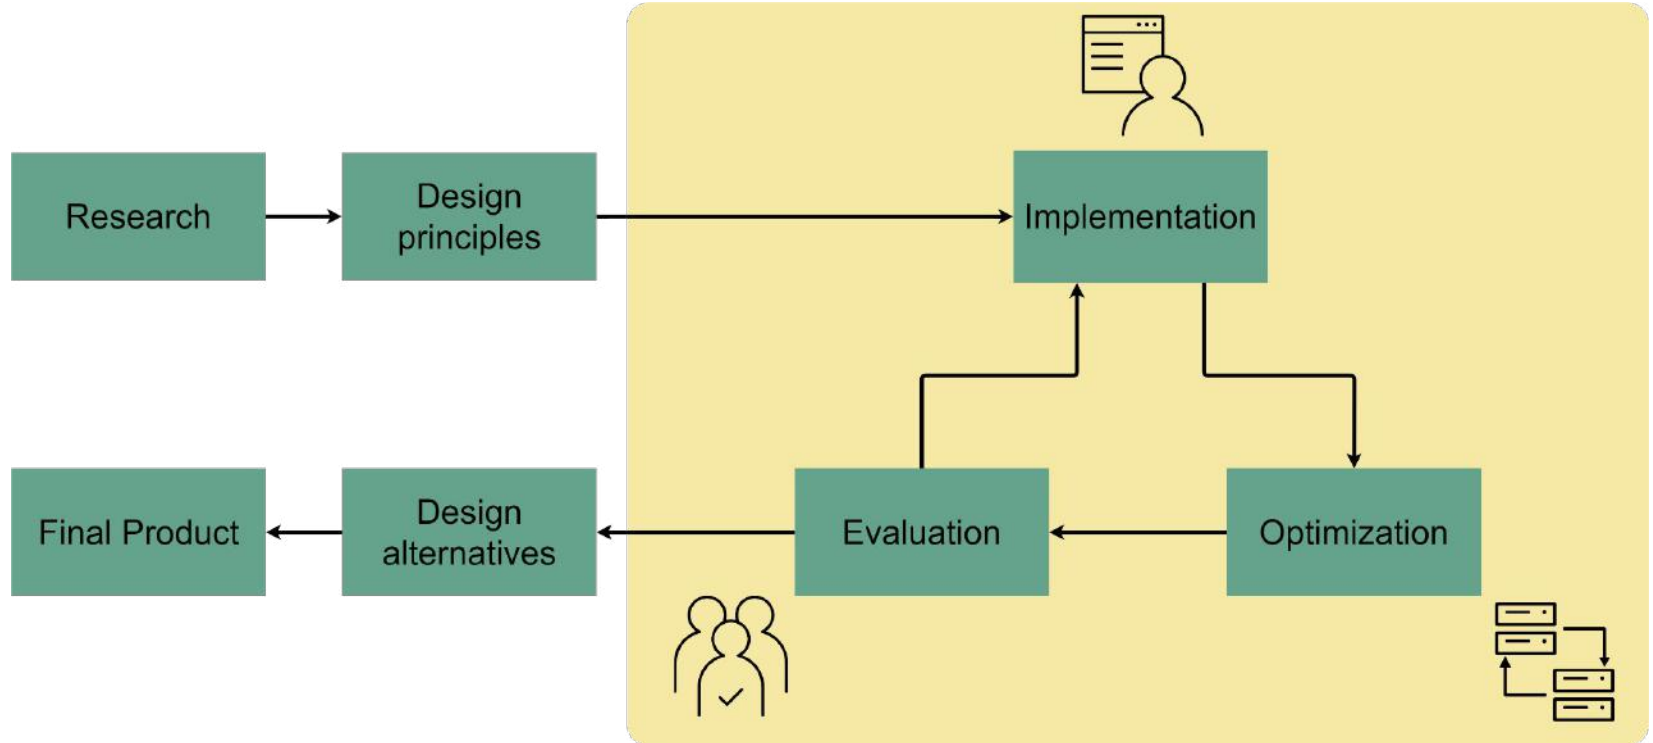 Research
Design
principles
Implementation
Final Product
Design
alternatives
Evaluation
Optimization